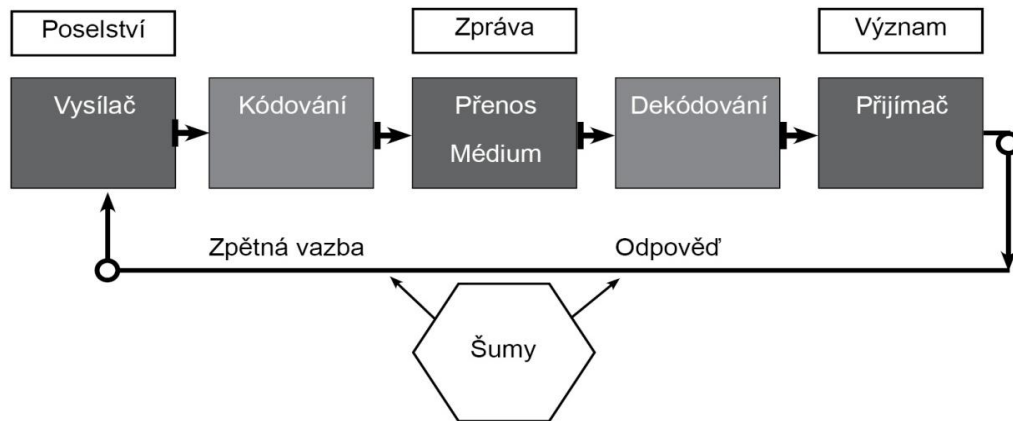 Poselství
Zpráva
Význam
Vysílač
Kódování
Přenos
Médium
Dekódování
Přijímač
Zpětná vazba
Odpověď
Šumy